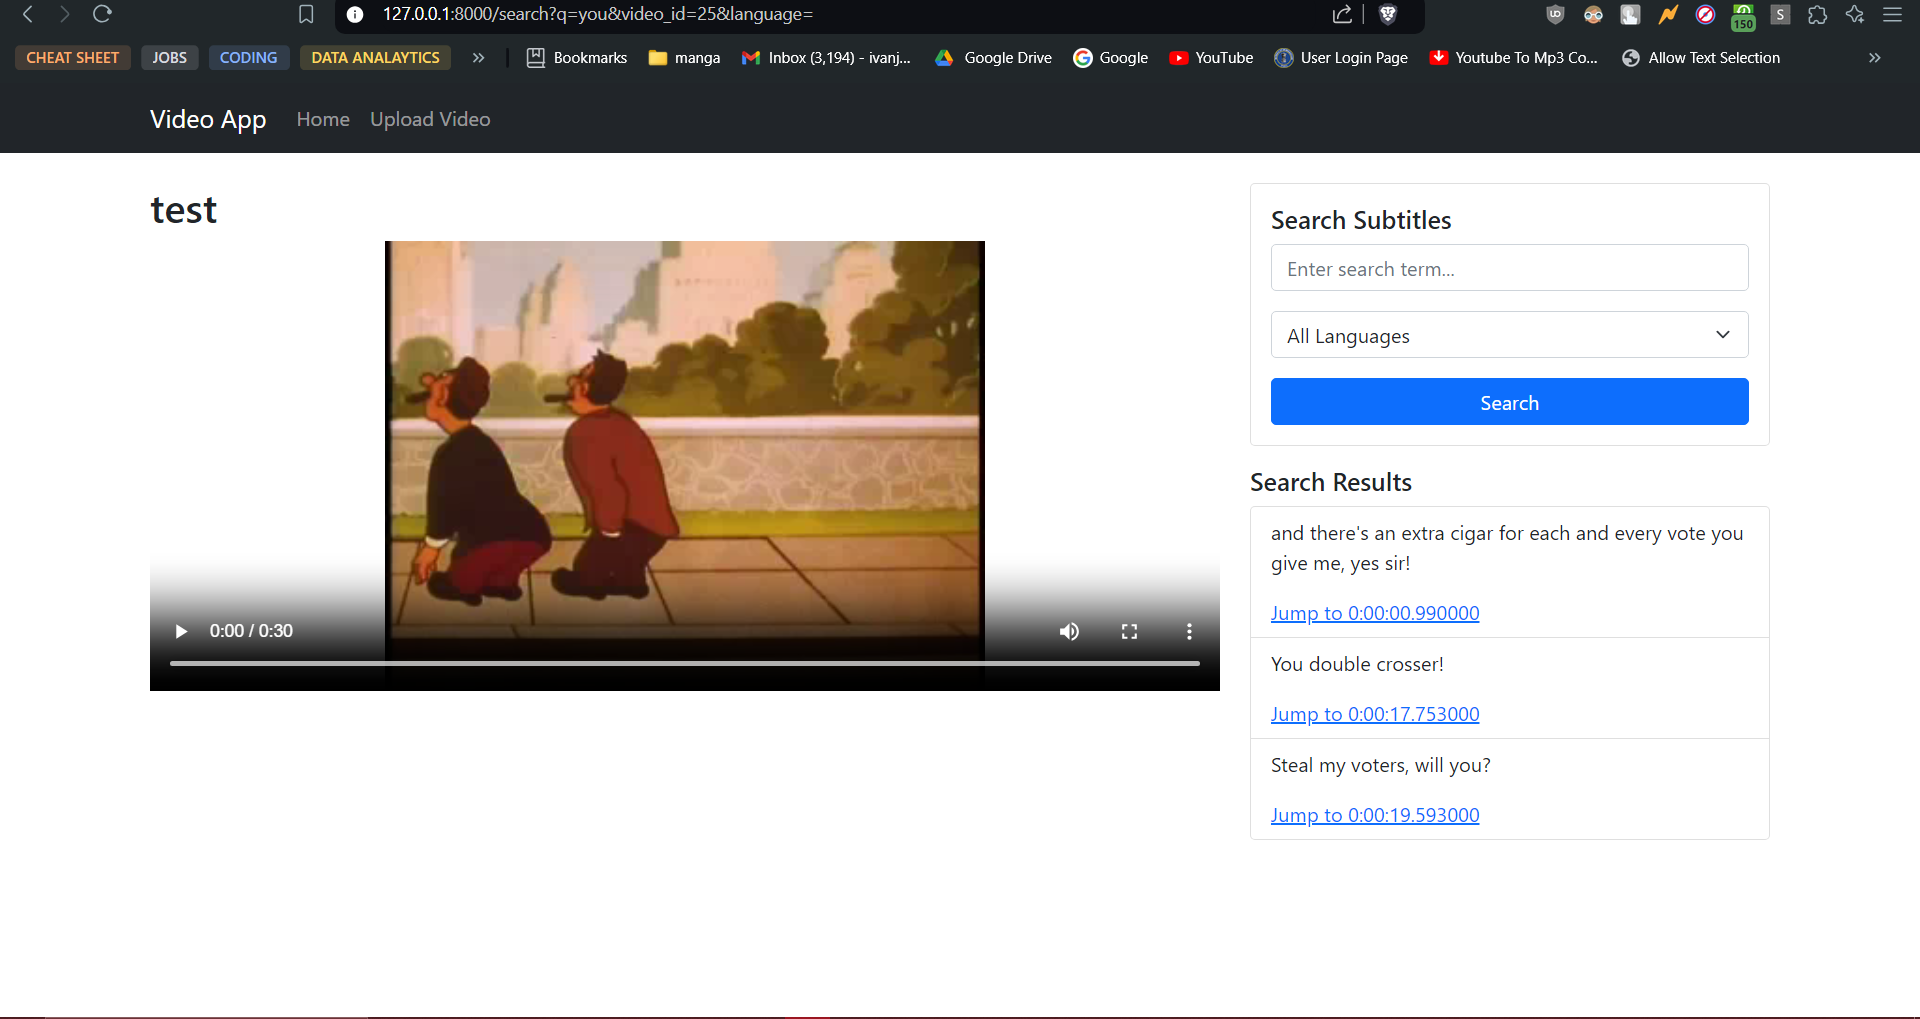 127.0.0.1:8000/search?q=you&video_id=25&language=
150
S
CHEAT SHEET
JOBS
CODING
DATA ANALAYTICS
»
Bookmarks
manga
Inbox (3,194) - ivanj...
Google Drive
Google
YouTube
User Login Page
Youtube To Mp3 Co...
Allow Text Selection
»
Video App
Home
Upload Video
test
0:00 / 0:30
Search Subtitles
Enter search term...
All Languages
Search
Search Results
and there's an extra cigar for each and every vote you
give me, yes sir!
Jump to 0:00:00.990000
You double crosser!
Jump to 0:00:17.753000
Steal my voters, will you?
Jump to 0:00:19.593000